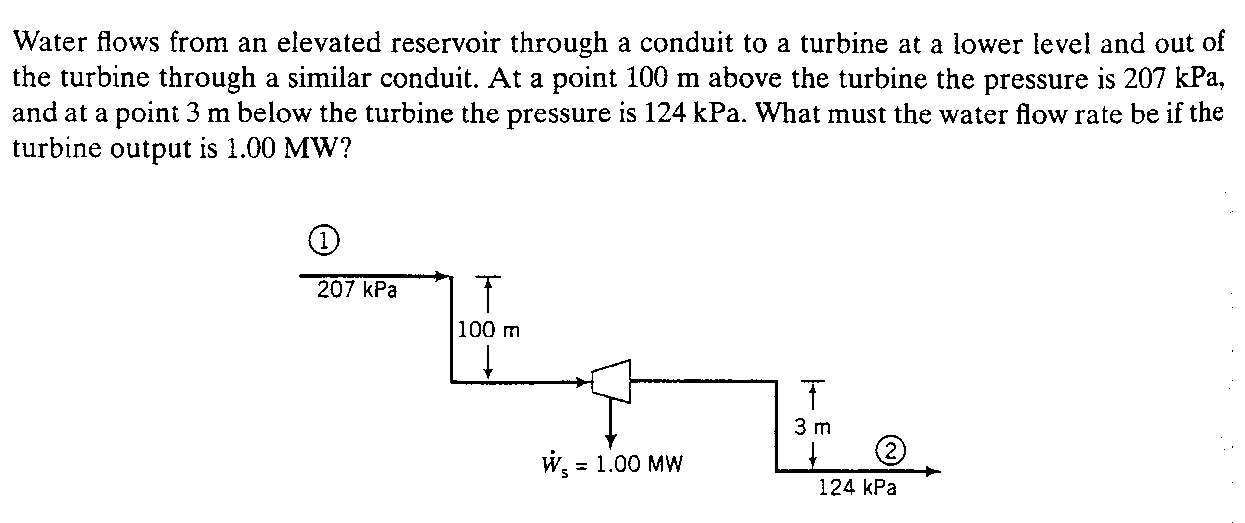 Water flows from an elevated reservoir through a conduit to a turbine at a lower level and out of
the turbine through a similar conduit. At a point 100 m above the turbine the pressure is 207 kPa,
and at a point 3 m below the turbine the pressure is 124 kPa. What must the water flow rate be if the
turbine output is 1.00 MW?
①
207 kPa
100 m
3 m
②
Ẇₛ = 1.00 MW
124 kPa